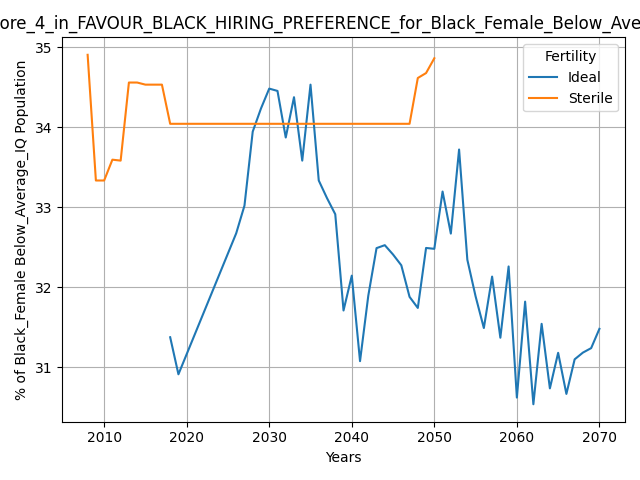 ore_4_in_FAVOUR_BLACK_HIRING_PREFERENCE_for_Black_Female_Below_Ave
35
34
33
32
31
% of Black_Female Below_Average_IQ Population
Fertility
Ideal
Sterile
2010 2020 2030 2040 2050 2060 2070
Years